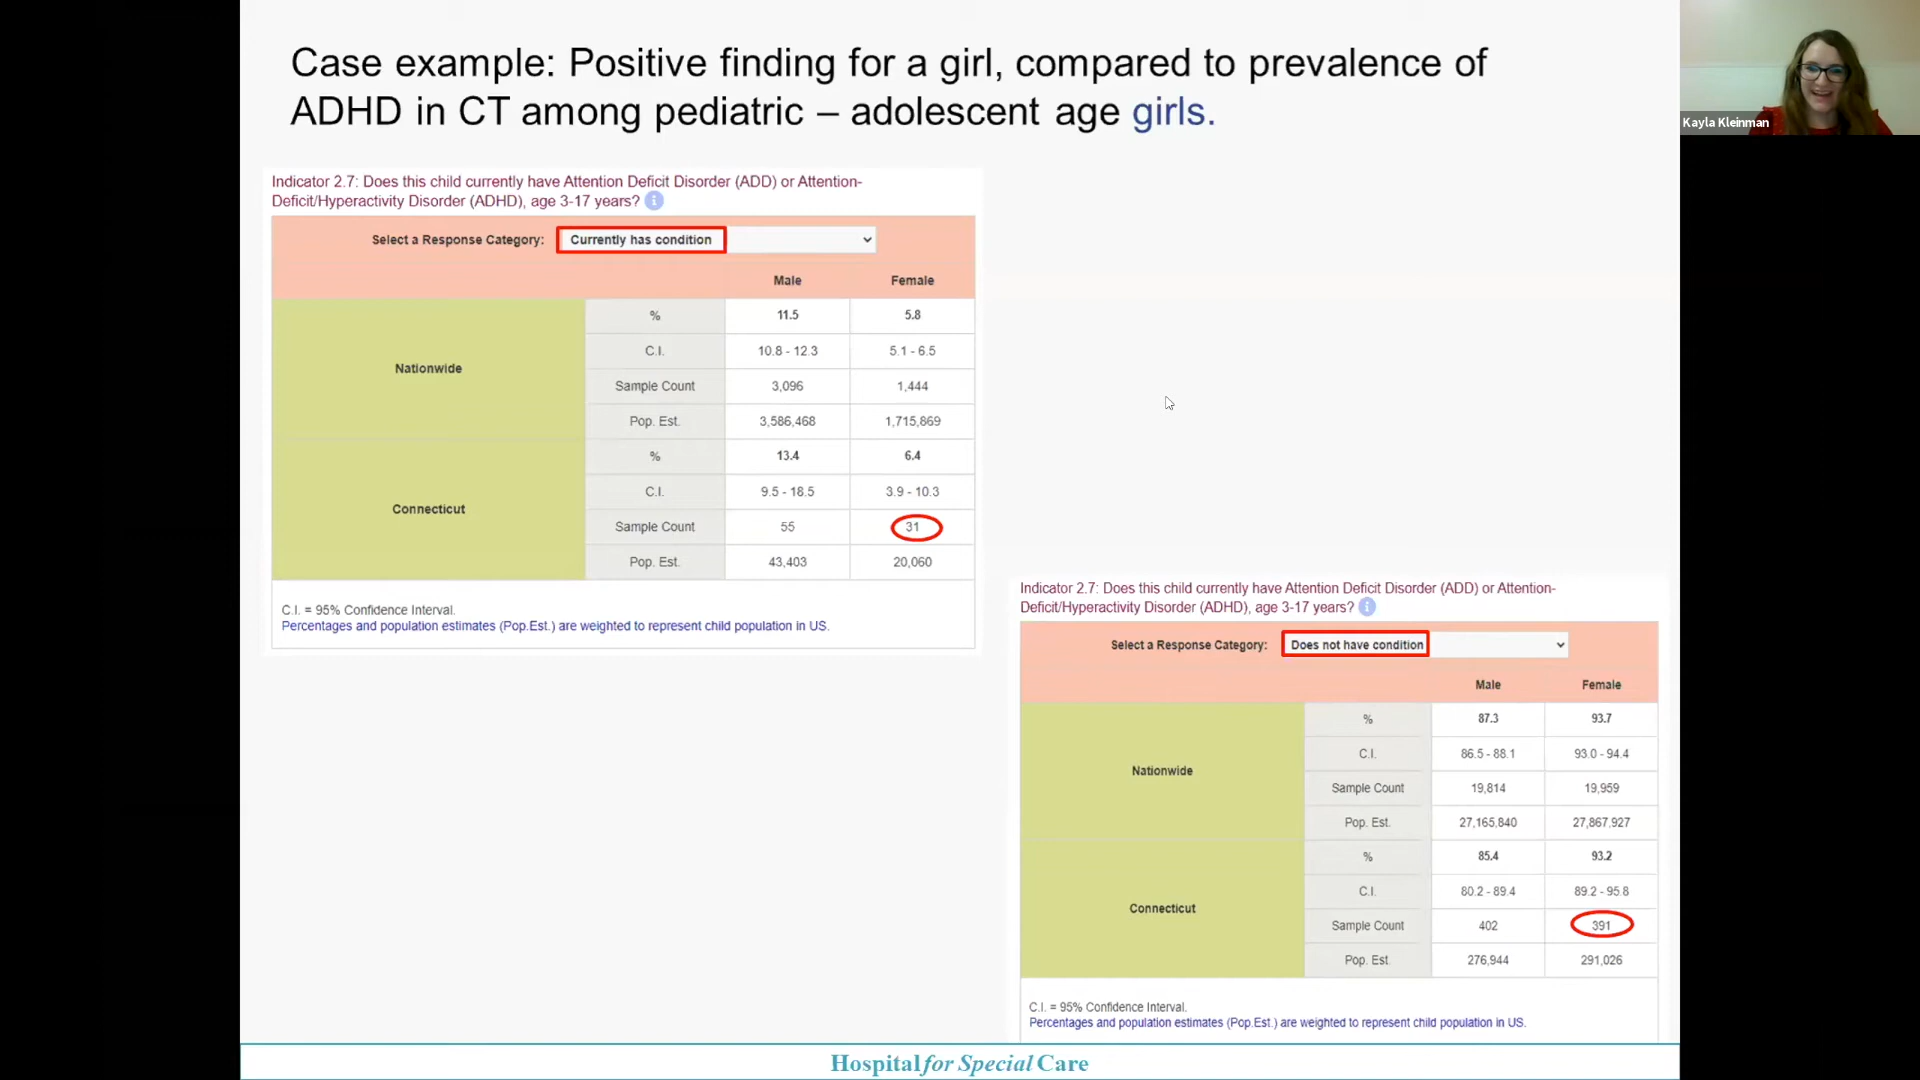 Case example: Positive finding for a girl, compared to prevalence of
ADHD in CT among pediatric – adolescent age girls.
Kayla Kleinman
Indicator 2.7: Does this child currently have Attention Deficit Disorder (ADD) or Attention-
Deficit/Hyperactivity Disorder (ADHD), age 3-17 years? i
Select a Response Category: Currently has condition
Male Female
Nationwide
% 11.5 5.8
C.I. 10.8 - 12.3 5.1 - 6.5
Sample Count 3,096 1,444
Pop. Est. 3,586,468 1,715,869
Connecticut
% 13.4 6.4
C.I. 9.5 - 18.5 3.9 - 10.3
Sample Count 55 31
Pop. Est. 43,403 20,060
C.I. = 95% Confidence Interval.
Percentages and population estimates (Pop.Est.) are weighted to represent child population in US.
Indicator 2.7: Does this child currently have Attention Deficit Disorder (ADD) or Attention-
Deficit/Hyperactivity Disorder (ADHD), age 3-17 years? i
Select a Response Category: Does not have condition
Male Female
Nationwide
% 87.3 93.7
C.I. 86.5 - 88.1 93.0 - 94.4
Sample Count 19,814 19,959
Pop. Est. 27,165,840 27,867,927
Connecticut
% 85.4 93.2
C.I. 80.2 - 89.4 89.2 - 95.8
Sample Count 402 391
Pop. Est. 276,944 291,026
C.I. = 95% Confidence Interval.
Percentages and population estimates (Pop.Est.) are weighted to represent child population in US.
Hospital for Special Care